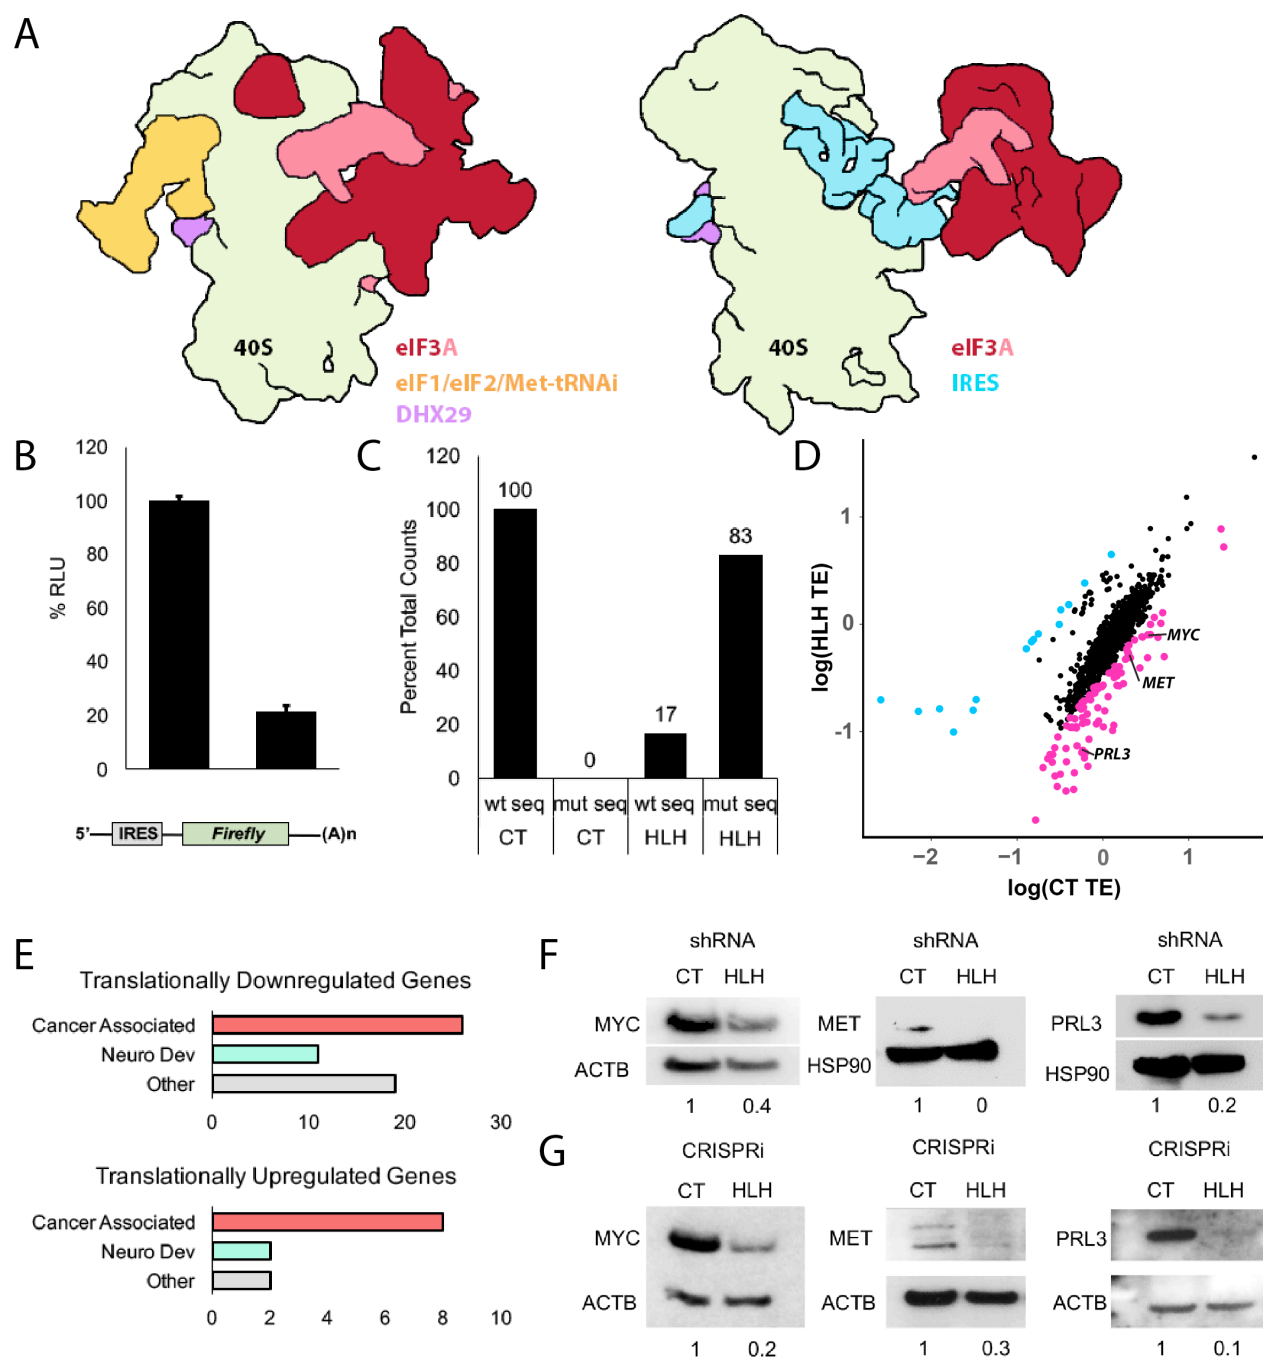 A
40S
eIF3A
eIF1/eIF2/Met-tRNAi
DHX29
40S
eIF3A
IRES
B
% RLU
120
100
80
60
40
20
0
5' IRES Firefly (A)n
C
Percent Total Counts
120
100
80
60
40
20
0
100
0
17
83
wt seq mut seq wt seq mut seq
CT CT HLH HLH
D
log(HLH TE)
1
0
-1
MYC
MET
PRL3
−2 −1 0 1
log(CT TE)
E
Translationally Downregulated Genes
Cancer Associated
Neuro Dev
Other
0 10 20 30
Translationally Upregulated Genes
Cancer Associated
Neuro Dev
Other
0 2 4 6 8 10
F
shRNA
CT HLH
MYC
ACTB
1 0.4
shRNA
CT HLH
MET
HSP90
1 0
shRNA
CT HLH
PRL3
HSP90
1 0.2
G
CRISPRi
CT HLH
MYC
ACTB
1 0.2
CRISPRi
CT HLH
MET
ACTB
1 0.3
CRISPRi
CT HLH
PRL3
ACTB
1 0.1